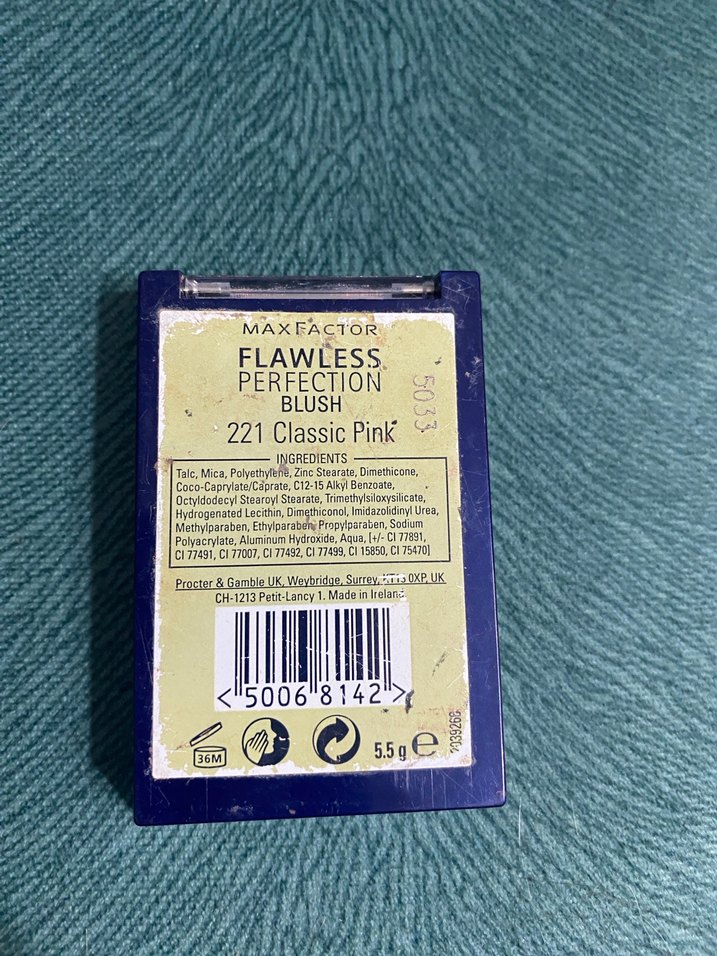 MAXFACTOR
FLAWLESS
PERFECTION
BLUSH
221 Classic Pink
5033
INGREDIENTS
Talc, Mica, Polyethylene, Zinc Stearate, Dimethicone,
Coco-Caprylate/Caprate, C12-15 Alkyl Benzoate,
Octyldodecyl Stearoyl Stearate, Trimethylsiloxysilicate,
Hydrogenated Lecithin, Dimethiconol, Imidazolidinyl Urea,
Methylparaben, Ethylparaben, Propylparaben, Sodium
Polyacrylate, Aluminum Hydroxide, Aqua, [+/- CI 77891,
CI 77491, CI 77007, CI 77492, CI 77499, CI 15850, CI 75470]
Procter & Gamble UK, Weybridge, Surrey, 0XP, UK
CH-1213 Petit-Lancy 1. Made in Ireland
<5006 8142>
36M
5.5 g e